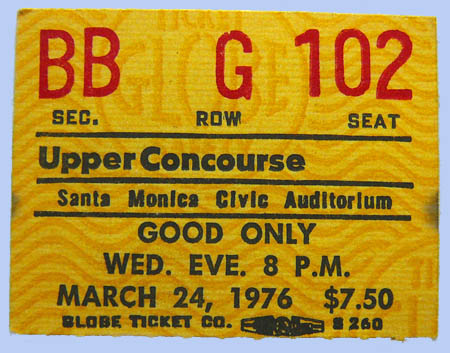 BB G 102
SEC. ROW SEAT
Upper Concourse
Santa Monica Civic Auditorium
GOOD ONLY
WED. EVE. 8 P.M.
MARCH 24, 1976 $7.50
GLOBE TICKET CO. S 260